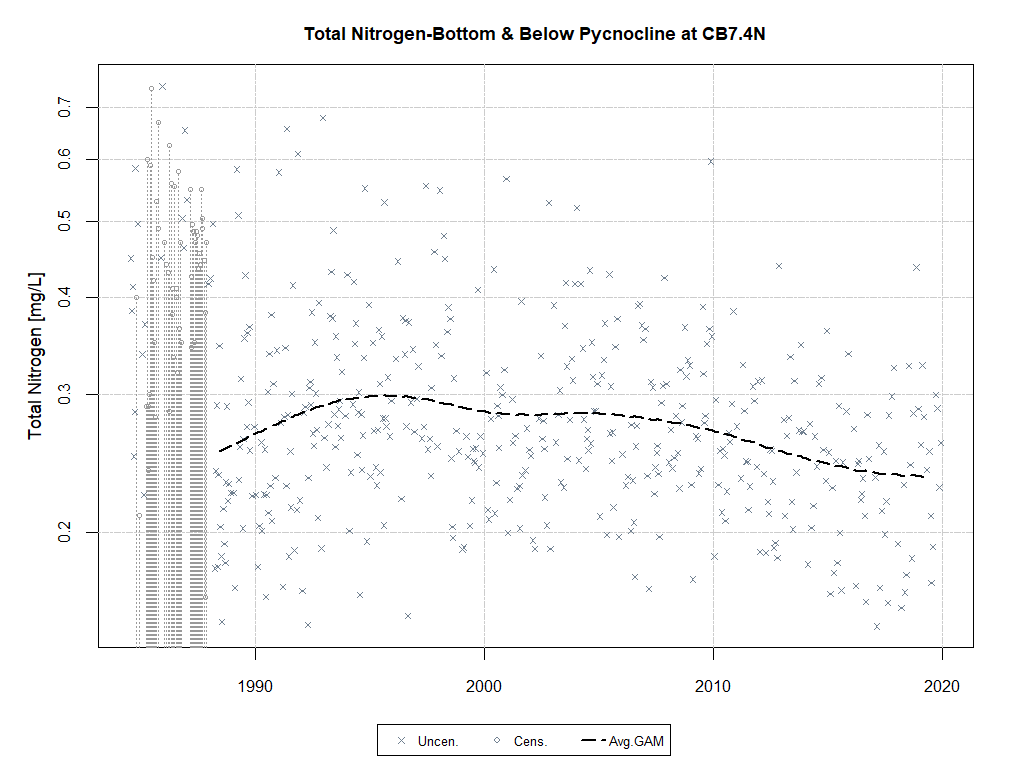 Total Nitrogen-Bottom & Below Pycnocline at CB7.4N
Total Nitrogen [mg/L]
0.7
0.6
0.5
0.4
0.3
0.2
1990 2000 2010 2020
Uncen. Cens. Avg.GAM